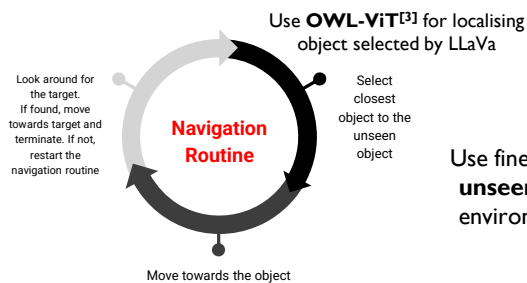 Use OWL-ViT[3] for localising
object selected by LLaVa
Look around for
the target.
If found, move
towards target and
terminate. If not,
restart the
navigation routine
Navigation
Routine
Select
closest
object to the
unseen
object
Use fine
unseen
environ
Move towards the object